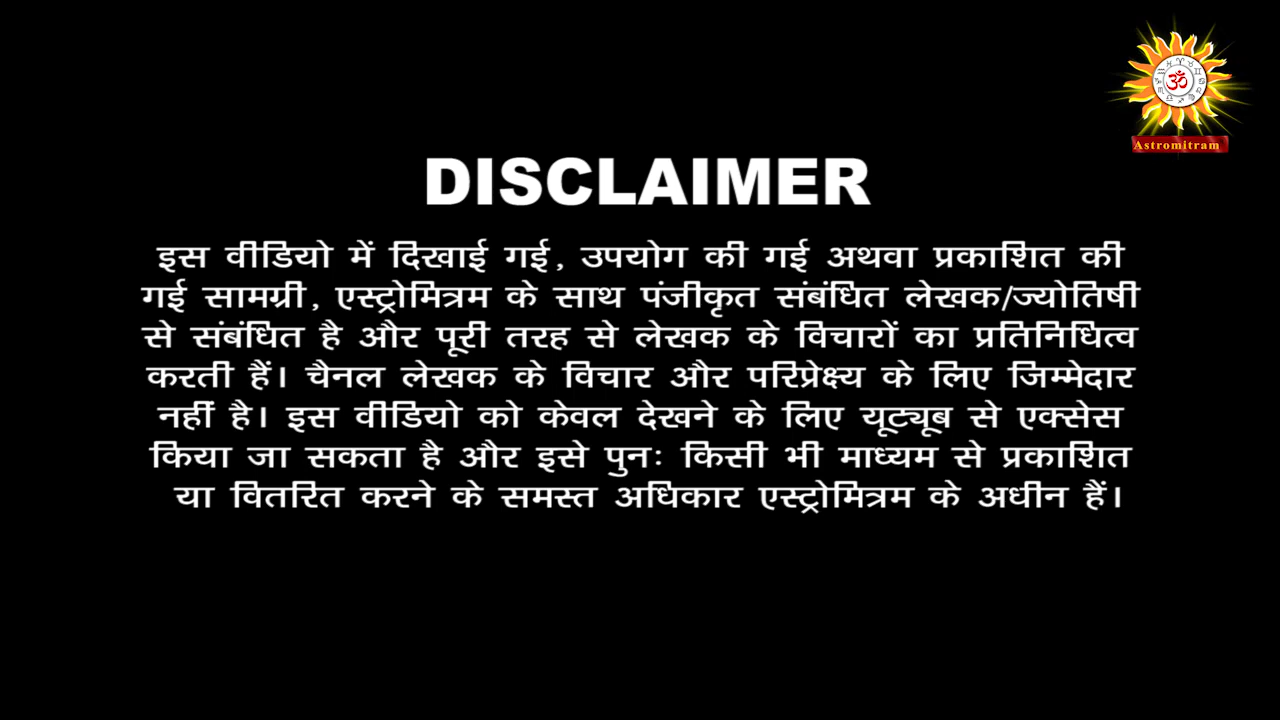 Astromitram
DISCLAIMER
इस वीडियो में दिखाई गई, उपयोग की गई अथवा प्रकाशित की
गई सामग्री, एस्ट्रोमित्रम के साथ पंजीकृत संबंधित लेखक/ज्योतिषी
से संबंधित है और पूरी तरह से लेखक के विचारों का प्रतिनिधित्व
करती हैं। चैनल लेखक के विचार और परिप्रेक्ष्य के लिए जिम्मेदार
नहीं है। इस वीडियो को केवल देखने के लिए यूट्यूब से एक्सेस
किया जा सकता है और इसे पुनः किसी भी माध्यम से प्रकाशित
या वितरित करने के समस्त अधिकार एस्ट्रोमित्रम के अधीन हैं।
ॐ